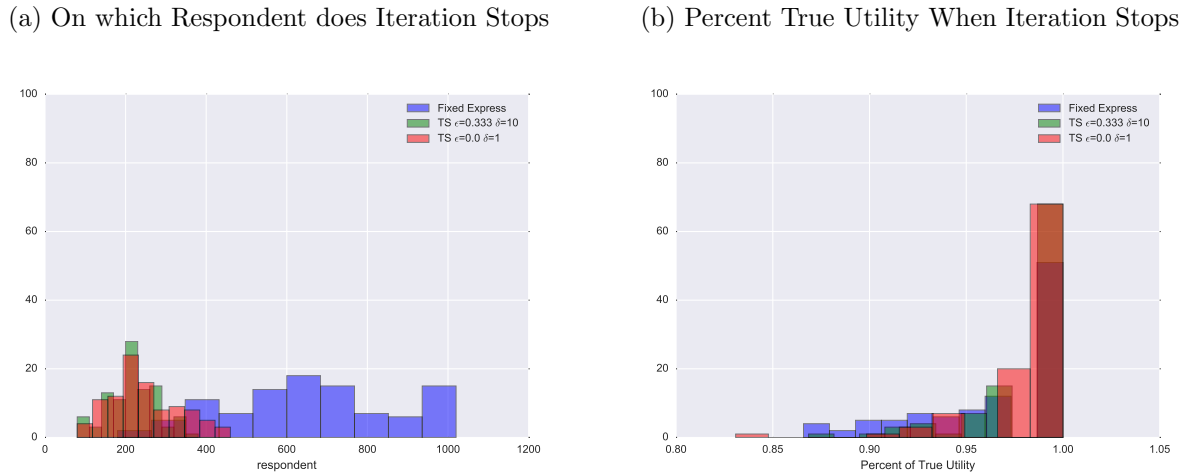 (a) On which Respondent does Iteration Stops
(b) Percent True Utility When Iteration Stops
100
80
60
40
20
0
0
200
400
600
800
1000
1200
respondent
Fixed Express
TS ϵ=0.333 δ=10
TS ϵ=0.0 δ=1
100
80
60
40
20
0
0.80
0.85
0.90
0.95
1.00
1.05
Percent of True Utility
Fixed Express
TS ϵ=0.333 δ=10
TS ϵ=0.0 δ=1